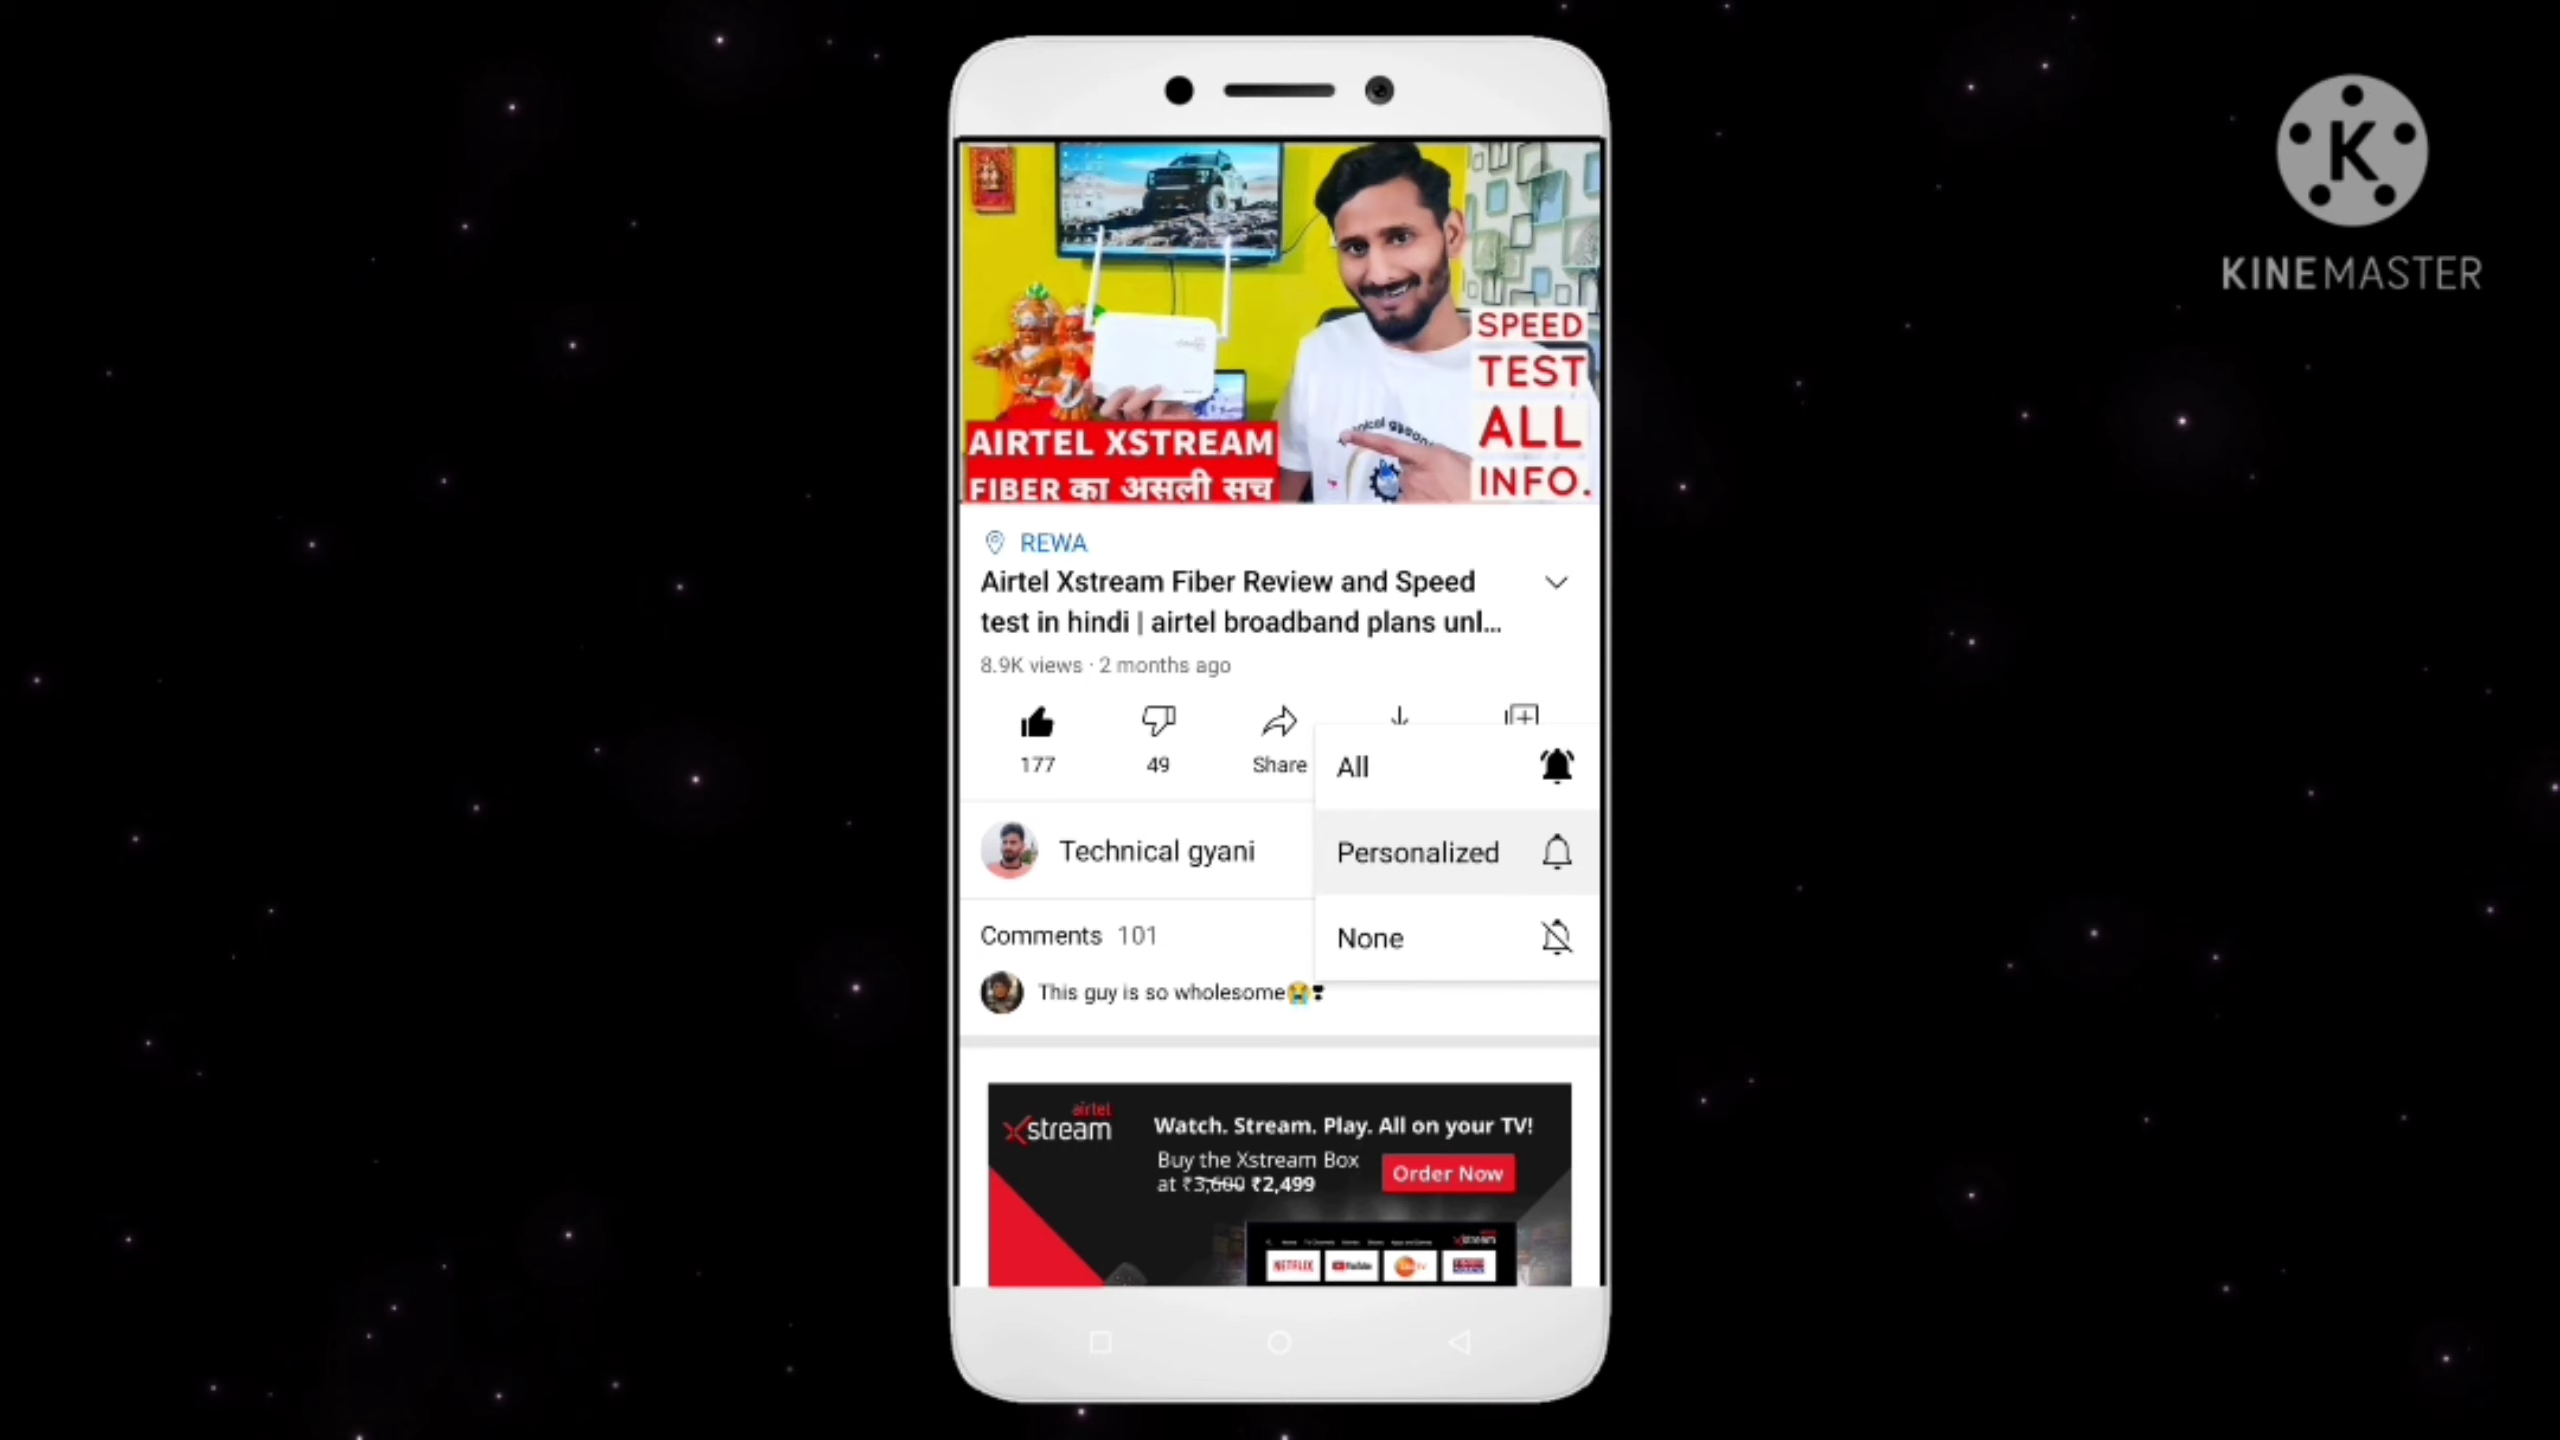 KINEMASTER
SPEED
TEST
ALL
INFO.
AIRTEL XSTREAM
FIBER का असली सच
REWA
Airtel Xstream Fiber Review and Speed
test in hindi | airtel broadband plans unl...
8.9K views · 2 months ago
177
49
Share
All
Technical gyani
Personalized
Comments 101
None
This guy is so wholesome😭❣
airtel
xstream
Watch. Stream. Play. All on your TV!
Buy the Xstream Box
at ₹3,600 ₹2,499
Order Now
xstream
NETFLIX
YouTube